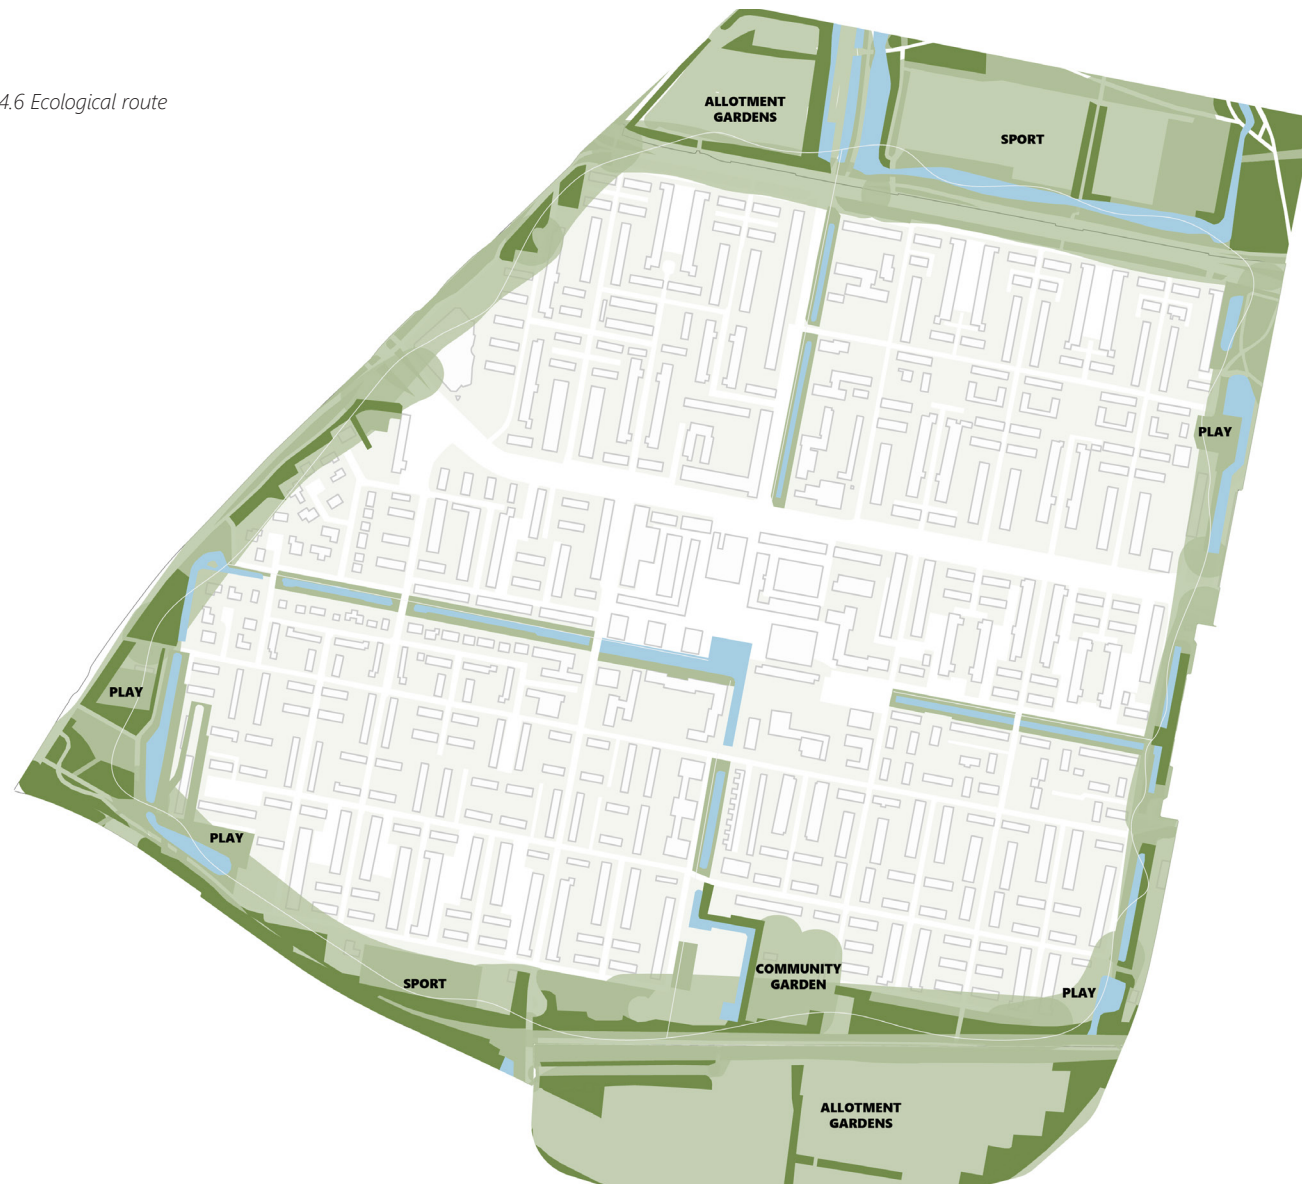 4.6 Ecological route
ALLOTMENT
GARDENS
SPORT
PLAY
PLAY
PLAY
SPORT
COMMUNITY
GARDEN
PLAY
ALLOTMENT
GARDENS